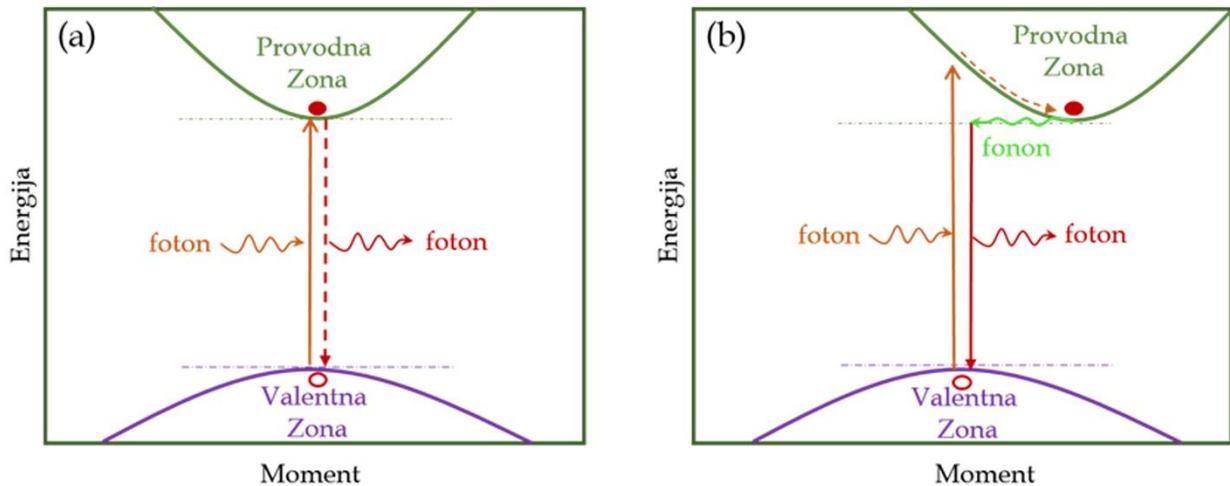 (a)
Provodna
Zona
foton
foton
Valentna
Zona
Energija
Moment
(b)
Provodna
Zona
fonon
foton
foton
Valentna
Zona
Energija
Moment